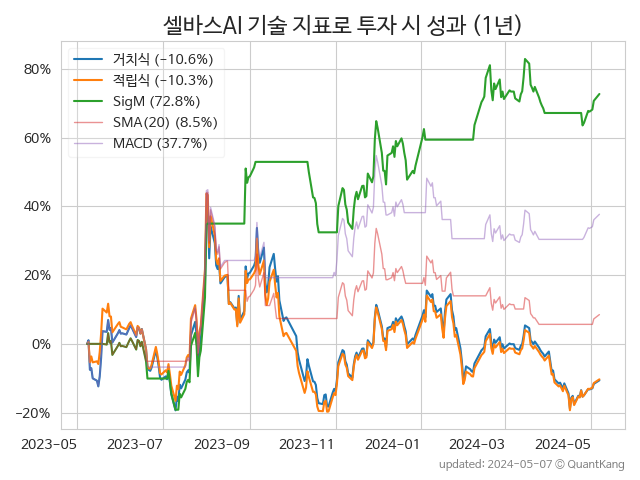 셀바스AI 기술 지표로 투자 시 성과 (1년)
거치식 (−10.6%)
적립식 (−10.3%)
SigM (72.8%)
SMA(20) (8.5%)
MACD (37.7%)
80%
60%
40%
20%
0%
−20%
2023-05 2023-07 2023-09 2023-11 2024-01 2024-03 2024-05
updated: 2024-05-07 © QuantKang